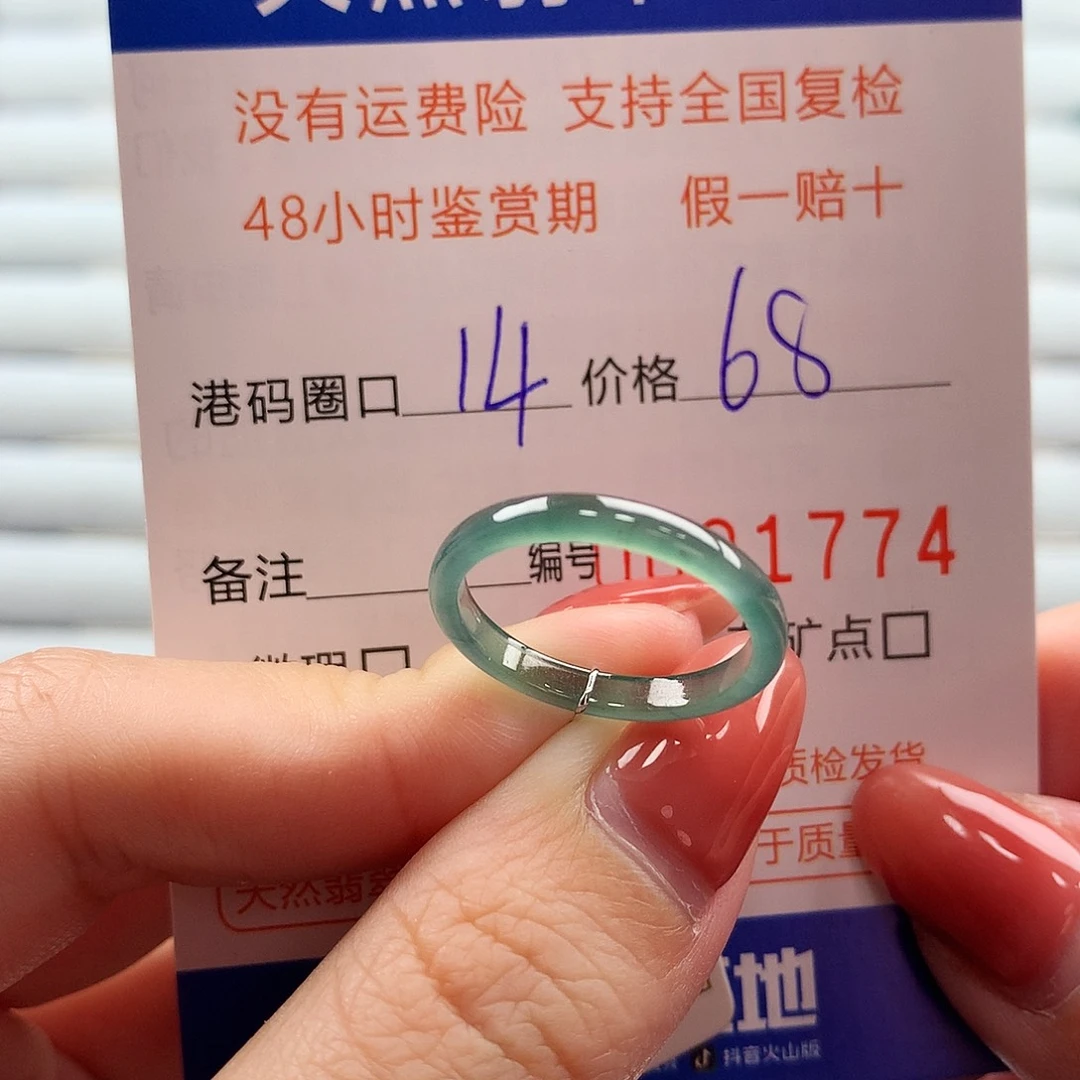 没有运费险 支持全国复检
48小时鉴赏期 假一赔十
港码圈口 14 价格 68
备注 编号 1774
矿点□
质检发货
于质量
天然翡翠
地
抖音火山版